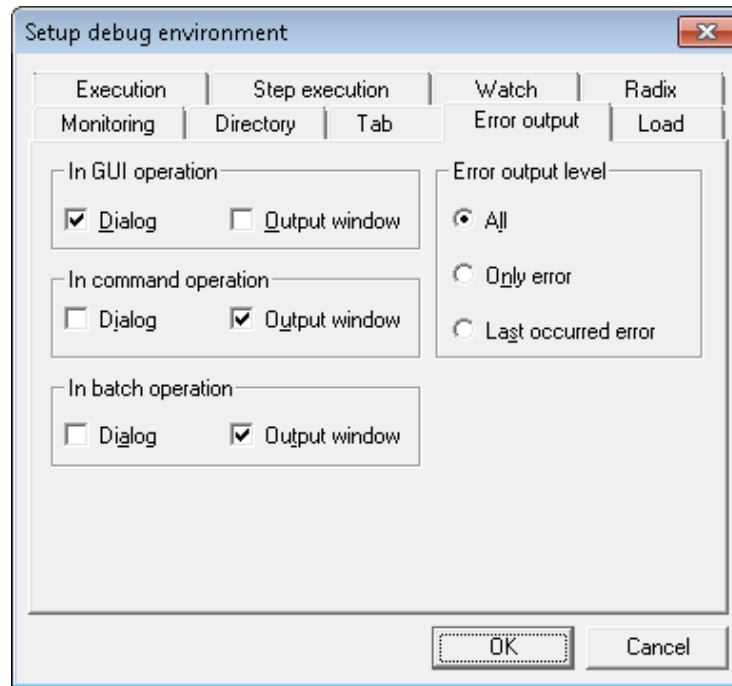 Setup debug environment
Execution Step execution Watch Radix
Monitoring Directory Tab Error output Load
In GUI operation
Dialog Output window
In command operation
Dialog Output window
In batch operation
Dialog Output window
Error output level
All
Only error
Last occurred error
OK Cancel